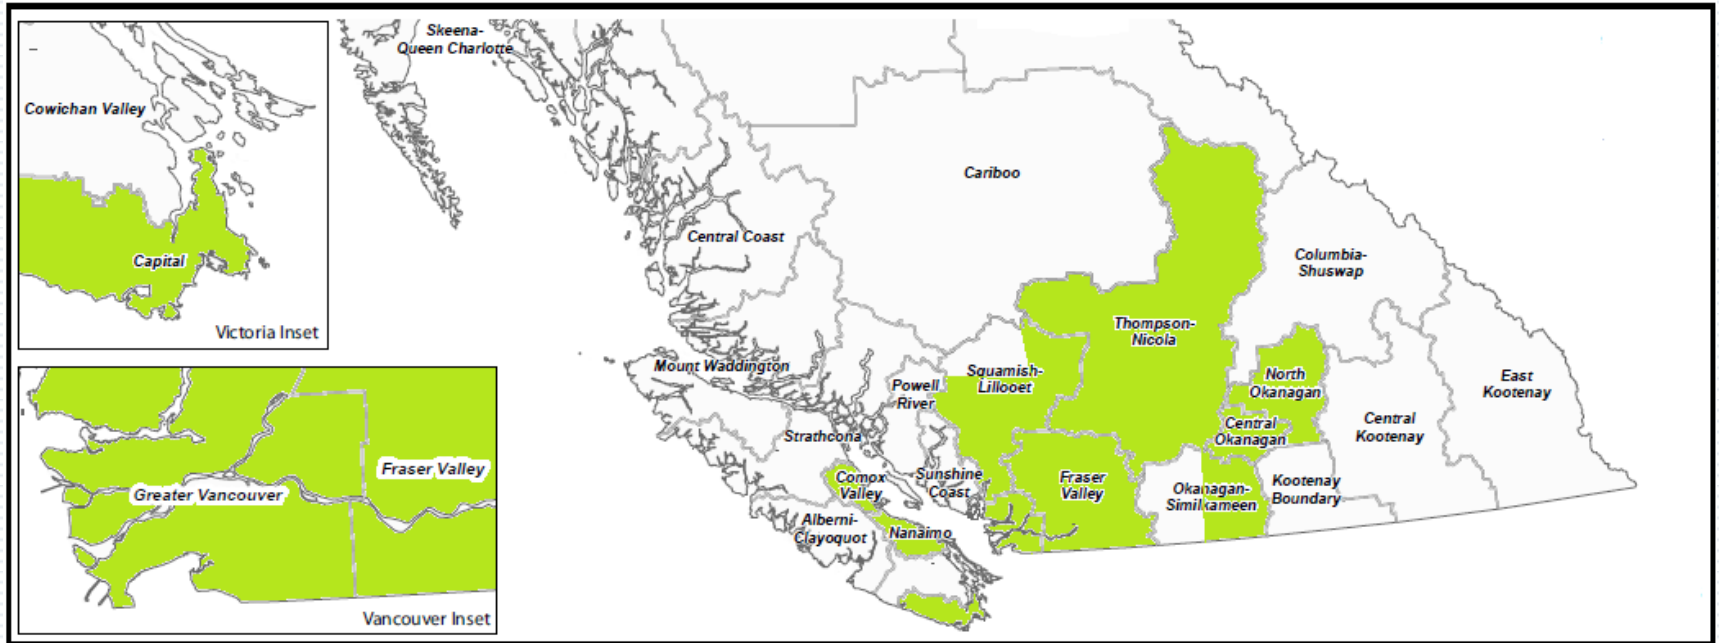 Cowichan Valley
Capital
Victoria Inset
Fraser Valley
Greater Vancouver
Vancouver Inset
Skeena-
Queen Charlotte
Cariboo
Central Coast
Columbia-
Shuswap
Thompson-
Nicola
Mount Waddington
Squamish-
Lillooet
Powell
River
North
Okanagan
East
Kootenay
Central
Okanagan
Central
Kootenay
Strathcona
Comox
Valley
Sunshine
Coast
Fraser
Valley
Okanagan-
Similkameen
Kootenay
Boundary
Alberni-
Clayoquot
Nanaimo